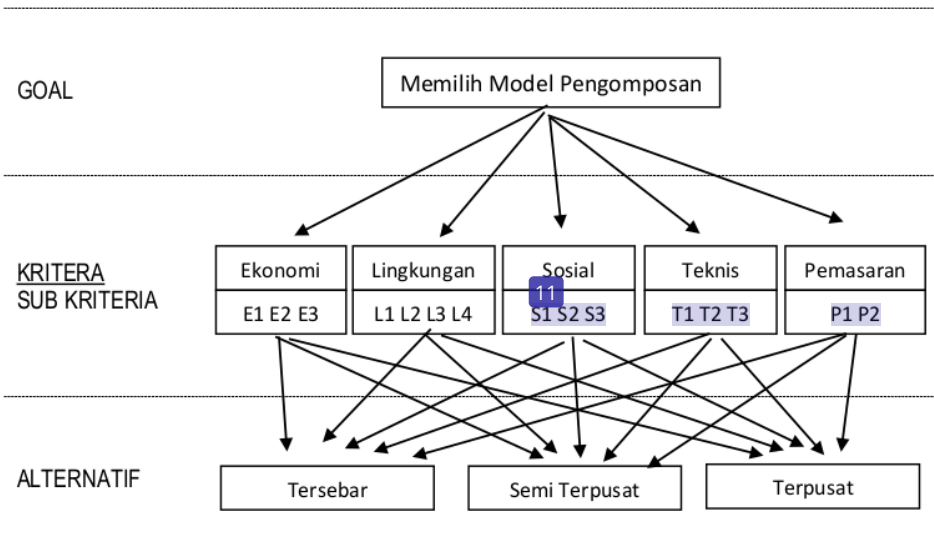 GOAL
Memilih Model Pengomposan
KRITERA
SUB KRITERIA
Ekonomi
E1 E2 E3
Lingkungan
L1 L2 L3 L4
Sosial
11
S1 S2 S3
Teknis
T1 T2 T3
Pemasaran
P1 P2
ALTERNATIF
Tersebar
Semi Terpusat
Terpusat